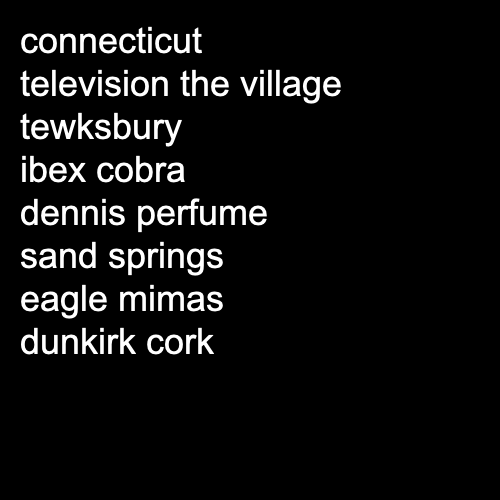 connecticut
television the village
tewksbury
ibex cobra
dennis perfume
sand springs
eagle mimas
dunkirk cork